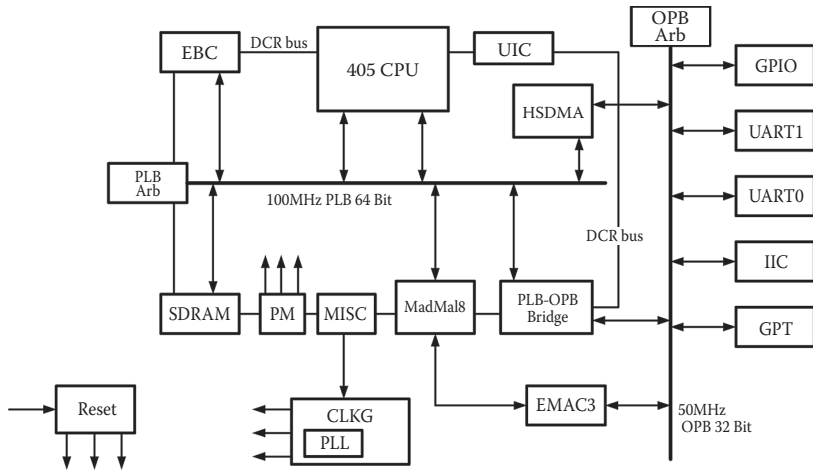 OPB
Arb
EBC
DCR bus
405 CPU
UIC
GPIO
HSDMA
UART1
PLB
Arb
100MHz PLB 64 Bit
UART0
DCR bus
IIC
SDRAM
PM
MISC
MadMal8
PLB-OPB
Bridge
GPT
Reset
CLKG
PLL
EMAC3
50MHz
OPB 32 Bit